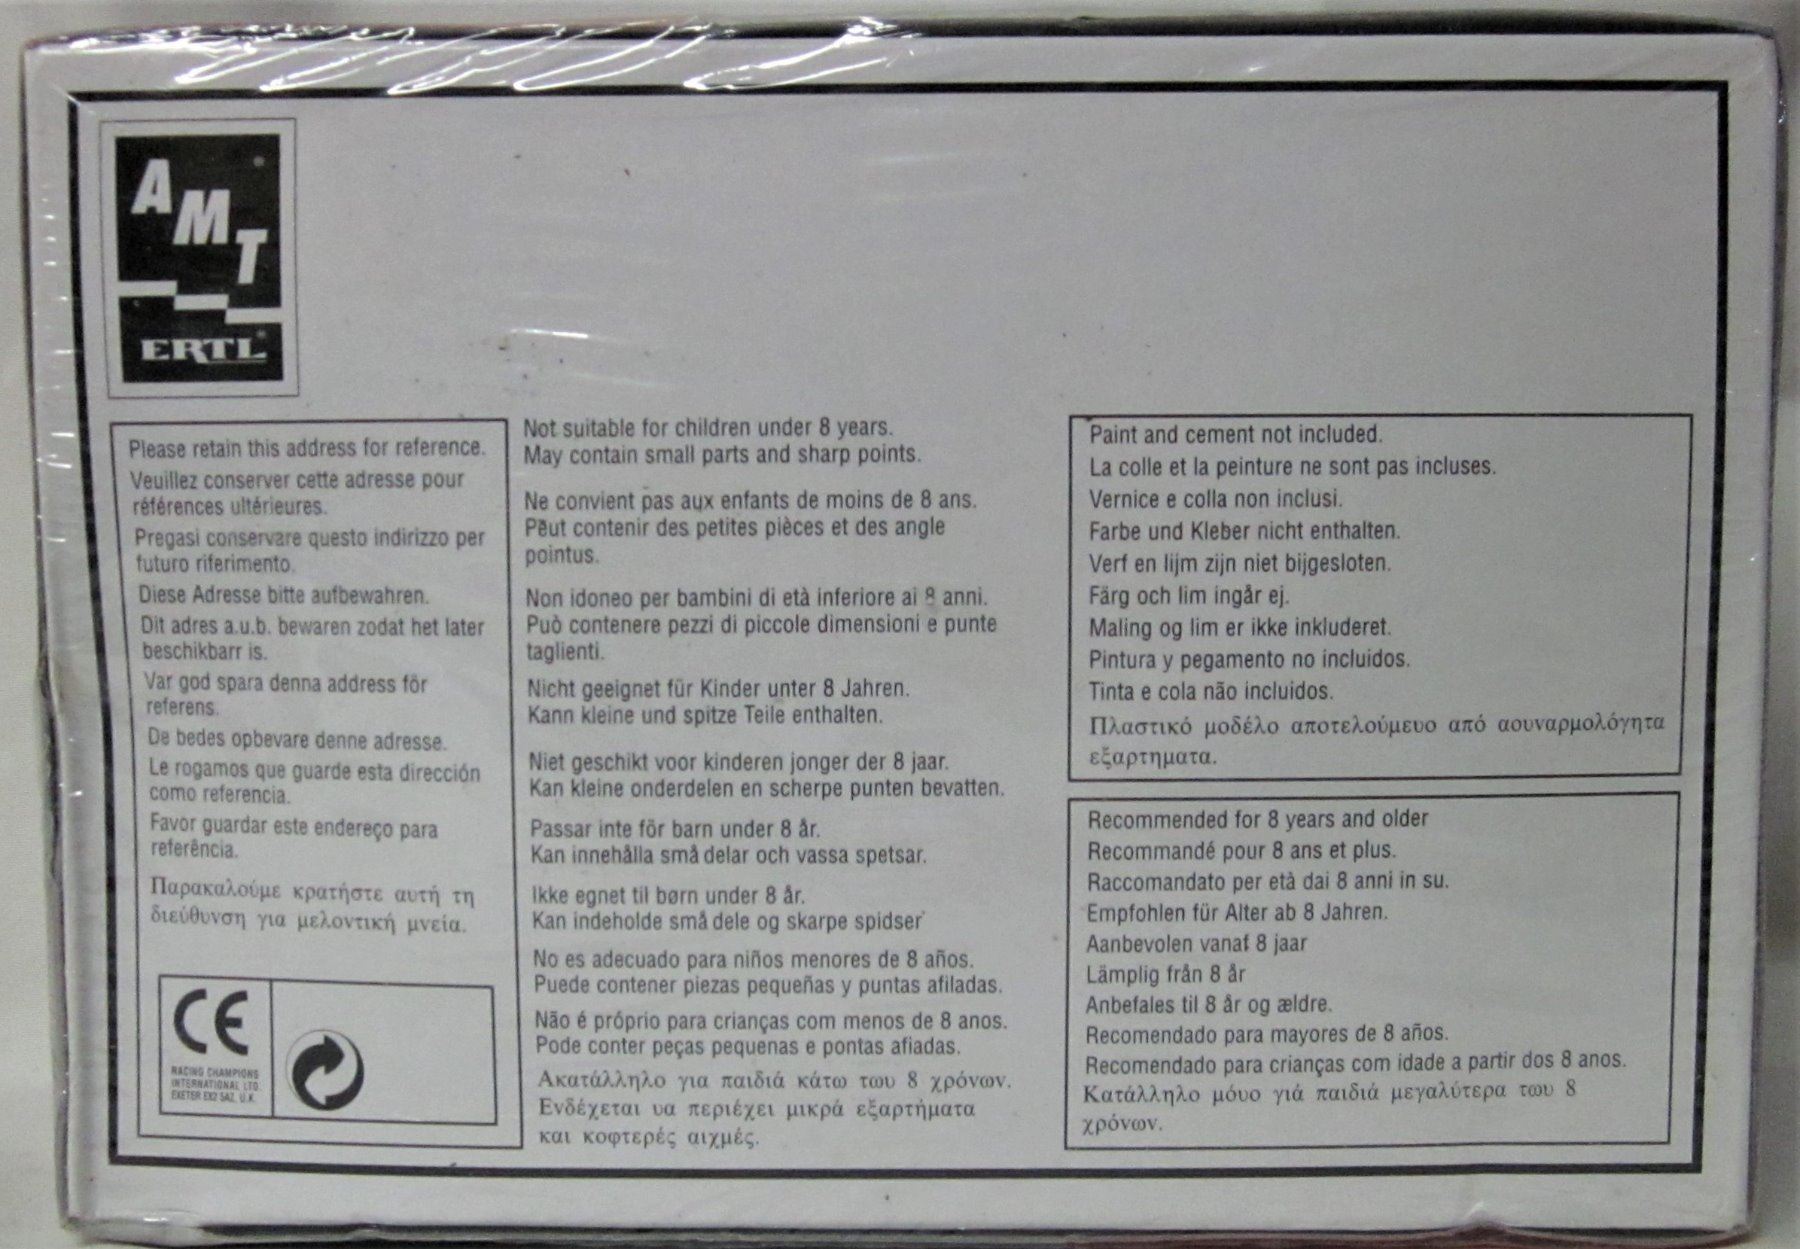 AMT
ERTL
Please retain this address for reference.
Veuillez conserver cette adresse pour
références ultérieures.
Pregasi conservare questo indirizzo per
futuro riferimento.
Diese Adresse bitte aufbewahren.
Dit adres a.u.b. bewaren zodat het later
beschikbarr is.
Var god spara denna address för
referens.
De bedes opbevare denne adresse.
Le rogamos que guarde esta dirección
como referencia.
Favor guardar este endereço para
referência.
Παρακαλούμε κρατήστε αυτή τη
διεύθυνση για μελοντική μνεία.
CE
RACING CHAMPIONS
INTERNATIONAL LTD.
EXETER EX2 5AZ, U.K.
Not suitable for children under 8 years.
May contain small parts and sharp points.
Ne convient pas aux enfants de moins de 8 ans.
Peut contenir des petites pièces et des angle
pointus.
Non idoneo per bambini di età inferiore ai 8 anni.
Può contenere pezzi di piccole dimensioni e punte
taglienti.
Nicht geeignet für Kinder unter 8 Jahren.
Kann kleine und spitze Teile enthalten.
Niet geschikt voor kinderen jonger der 8 jaar.
Kan kleine onderdelen en scherpe punten bevatten.
Passar inte för barn under 8 år.
Kan innehålla små delar och vassa spetsar.
Ikke egnet til børn under 8 år.
Kan indeholde små dele og skarpe spidser
No es adecuado para niños menores de 8 años.
Puede contener piezas pequeñas y puntas afiladas.
Não é próprio para crianças com menos de 8 anos.
Pode conter peças pequenas e pontas afiadas.
Ακατάλληλο για παιδιά κάτω τωυ 8 χρόνων.
Ενδέχεται υα περιέχει μικρά εξαρτήματα
και κοφτερές αιχμές.
Paint and cement not included.
La colle et la peinture ne sont pas incluses.
Vernice e colla non inclusi.
Farbe und Kleber nicht enthalten.
Verf en lijm zijn niet bijgesloten.
Färg och lim ingår ej.
Maling og lim er ikke inkluderet.
Pintura y pegamento no incluidos.
Tinta e cola não incluidos.
Πλαστικό μοδέλο αποτελούμευο από αουναρμολόγητα
εξαρτηματα.
Recommended for 8 years and older
Recommandé pour 8 ans et plus.
Raccomandato per età dai 8 anni in su.
Empfohlen für Alter ab 8 Jahren.
Aanbevolen vanaf 8 jaar
Lämplig från 8 år
Anbefales til 8 år og ældre.
Recomendado para mayores de 8 años.
Recomendado para crianças com idade a partir dos 8 anos.
Κατάλληλο μόυο γιά παιδιά μεγαλύτερα τωυ 8
χρόνων.